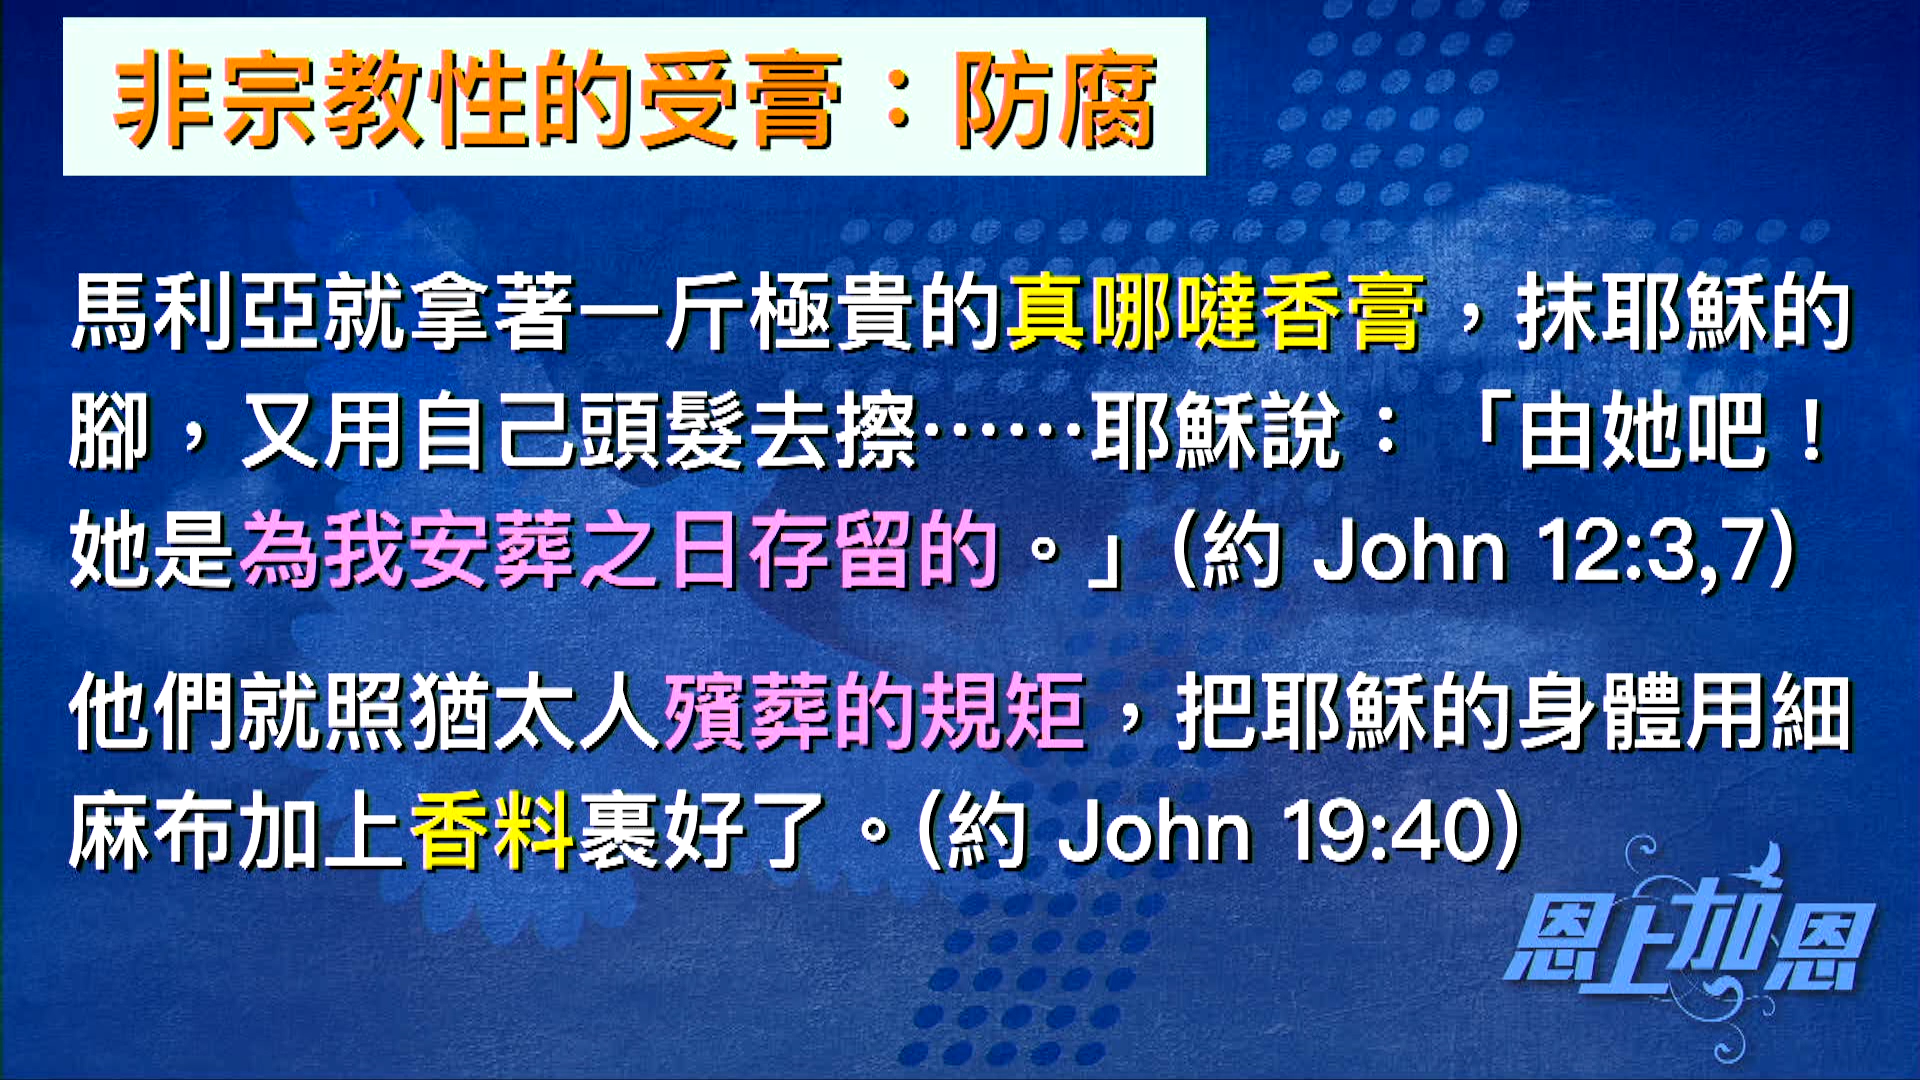 非宗教性的受膏：防腐
馬利亞就拿著一斤極貴的真哪噠香膏，抹耶穌的
腳，又用自己頭髮去擦……耶穌說：「由她吧！
她是為我安葬之日存留的。」(約 John 12:3,7)
他們就照猶太人殯葬的規矩，把耶穌的身體用細
麻布加上香料裹好了。(約 John 19:40)
恩上加恩